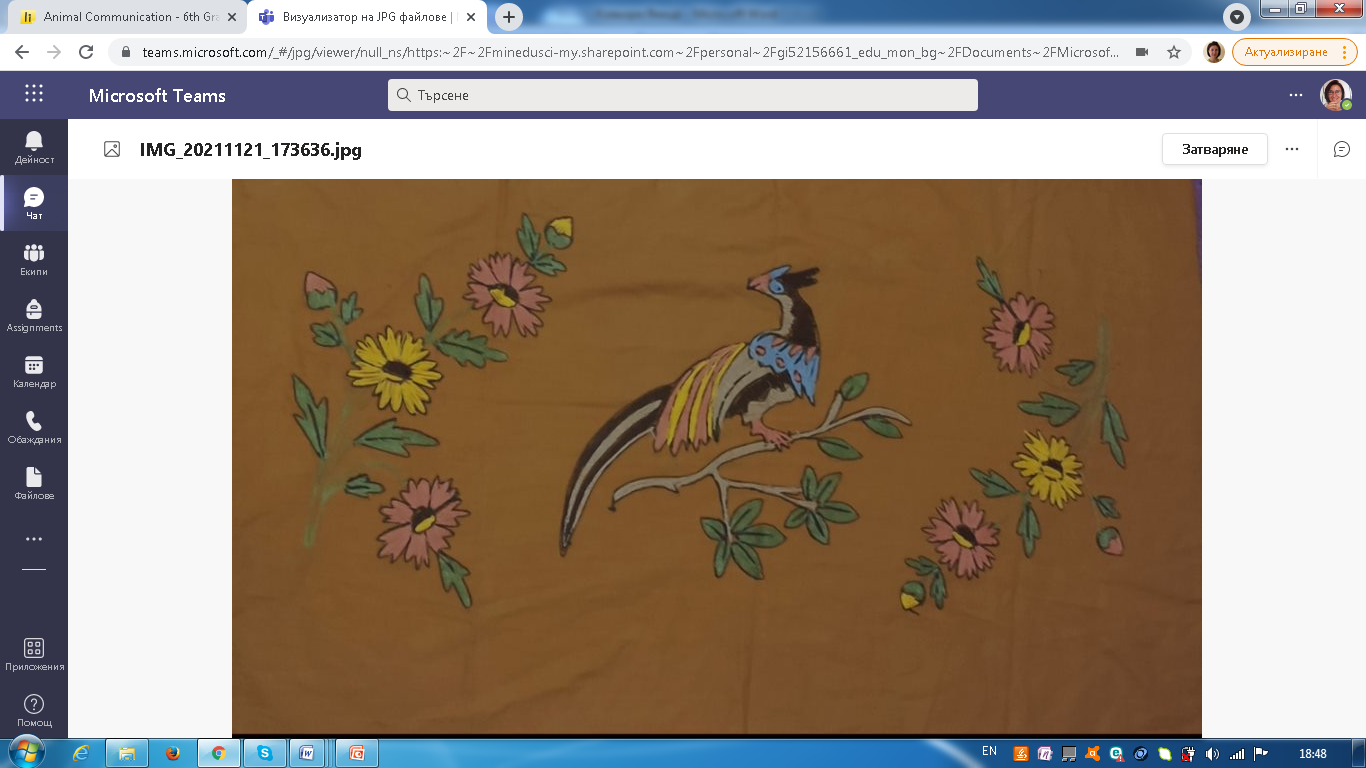 Animal Communication - 6th Gra
Визуализатор на JPG файлове |
teams.microsoft.com/_#/jpg/viewer/null_ns/https:~2F~2Fminedusci-my.sharepoint.com~2Fpersonal~2Fgi52156661_edu_mon_bg~2FDocuments~2FMicrosof...
Актуализиране
Microsoft Teams
Търсене
IMG_20211121_173636.jpg
Затваряне
Дейност
Чат
Екипи
Assignments
Календар
Обаждания
Файлове
Приложения
Помощ
EN
18:48